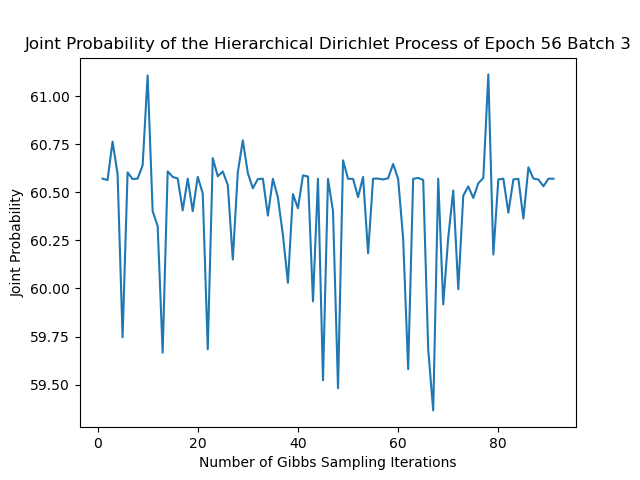 Joint Probability of the Hierarchical Dirichlet Process of Epoch 56 Batch 3
61.00
60.75
60.50
60.25
60.00
59.75
59.50
Joint Probability
0 20 40 60 80
Number of Gibbs Sampling Iterations